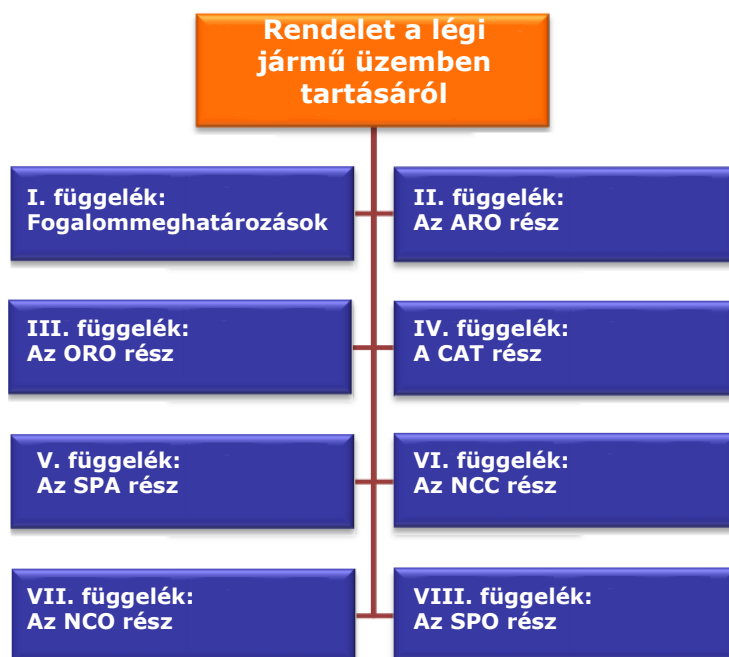 Rendelet a légi
jármű üzemben
tartásáról
I. függelék:
Fogalommeghatározások
II. függelék:
Az ARO rész
III. függelék:
Az ORO rész
IV. függelék:
A CAT rész
V. függelék:
Az SPA rész
VI. függelék:
Az NCC rész
VII. függelék:
Az NCO rész
VIII. függelék:
Az SPO rész